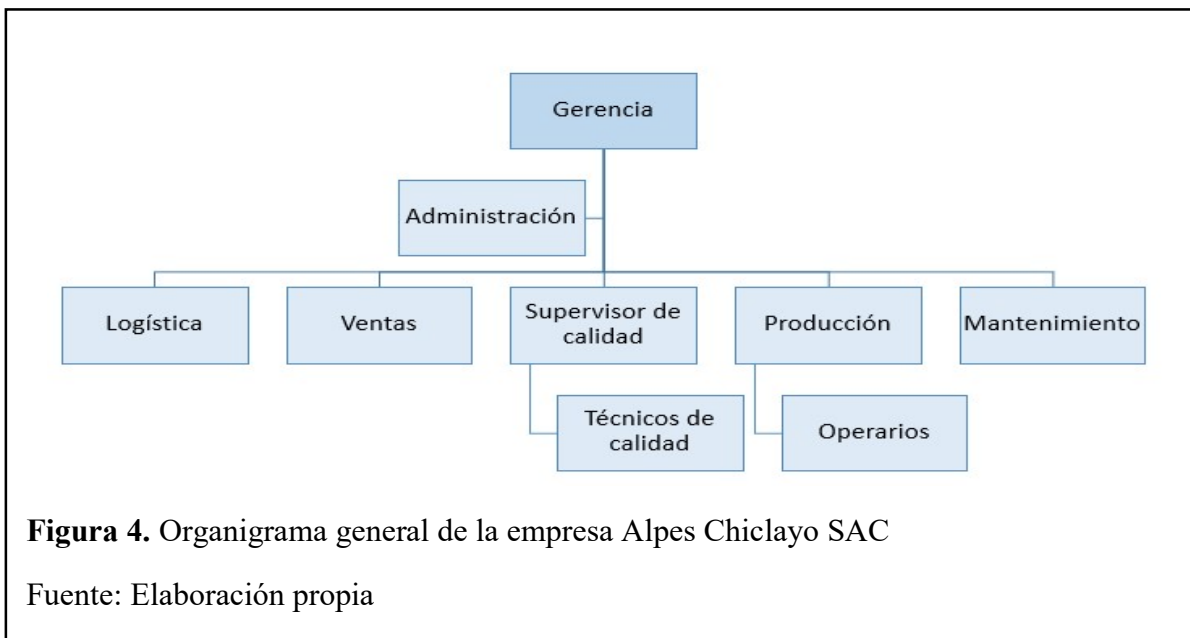 Gerencia
Administración
Logística
Ventas
Supervisor de
calidad
Producción
Mantenimiento
Técnicos de
calidad
Operarios
Figura 4. Organigrama general de la empresa Alpes Chiclayo SAC
Fuente: Elaboración propia